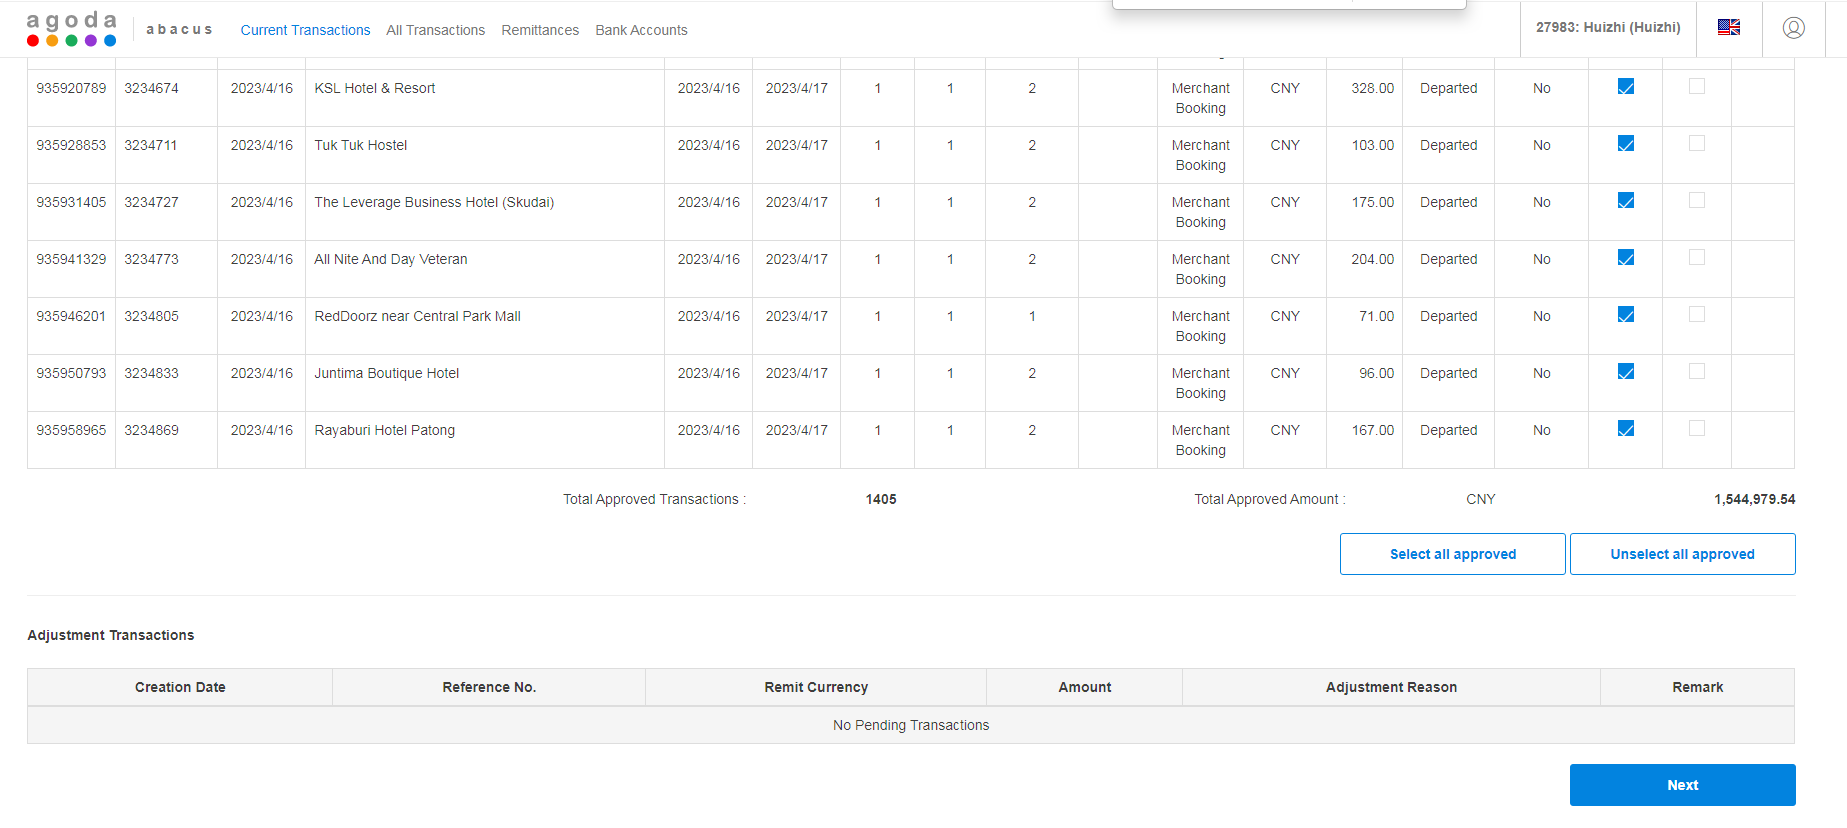 agoda
abacus
Current Transactions
All Transactions
Remittances
Bank Accounts
27983: Huizhi (Huizhi)
935920789 3234674 2023/4/16 KSL Hotel & Resort 2023/4/16 2023/4/17 1 1 2 Merchant Booking CNY 328.00 Departed No
935928853 3234711 2023/4/16 Tuk Tuk Hostel 2023/4/16 2023/4/17 1 1 2 Merchant Booking CNY 103.00 Departed No
935931405 3234727 2023/4/16 The Leverage Business Hotel (Skudai) 2023/4/16 2023/4/17 1 1 2 Merchant Booking CNY 175.00 Departed No
935941329 3234773 2023/4/16 All Nite And Day Veteran 2023/4/16 2023/4/17 1 1 2 Merchant Booking CNY 204.00 Departed No
935946201 3234805 2023/4/16 RedDoorz near Central Park Mall 2023/4/16 2023/4/17 1 1 1 Merchant Booking CNY 71.00 Departed No
935950793 3234833 2023/4/16 Juntima Boutique Hotel 2023/4/16 2023/4/17 1 1 2 Merchant Booking CNY 96.00 Departed No
935958965 3234869 2023/4/16 Rayaburi Hotel Patong 2023/4/16 2023/4/17 1 1 2 Merchant Booking CNY 167.00 Departed No
Total Approved Transactions : 1405 Total Approved Amount : CNY 1,544,979.54
Select all approved
Unselect all approved
Adjustment Transactions
Creation Date Reference No. Remit Currency Amount Adjustment Reason Remark
No Pending Transactions
Next